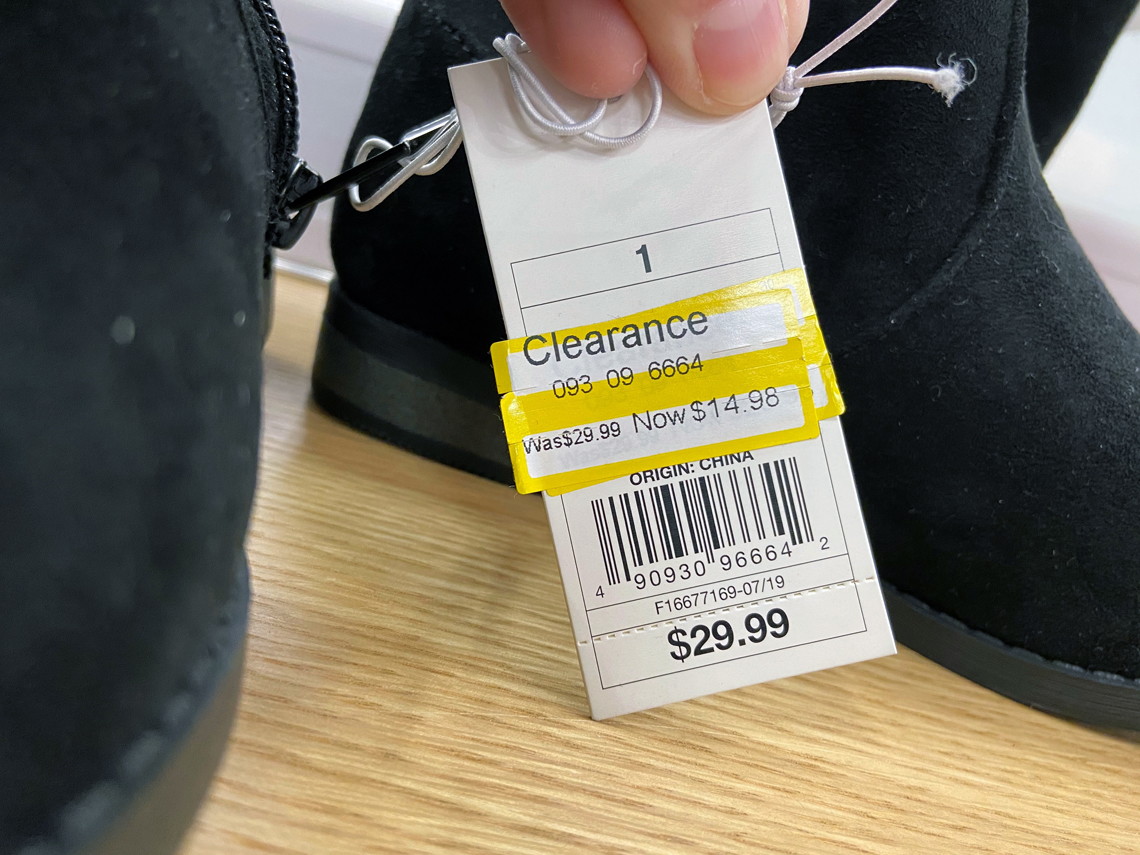 1
Clearance
093 09 6664
Was$29.99 Now $14.98
ORIGIN: CHINA
4 90930 96664 2
F16677169-07/19
$29.99